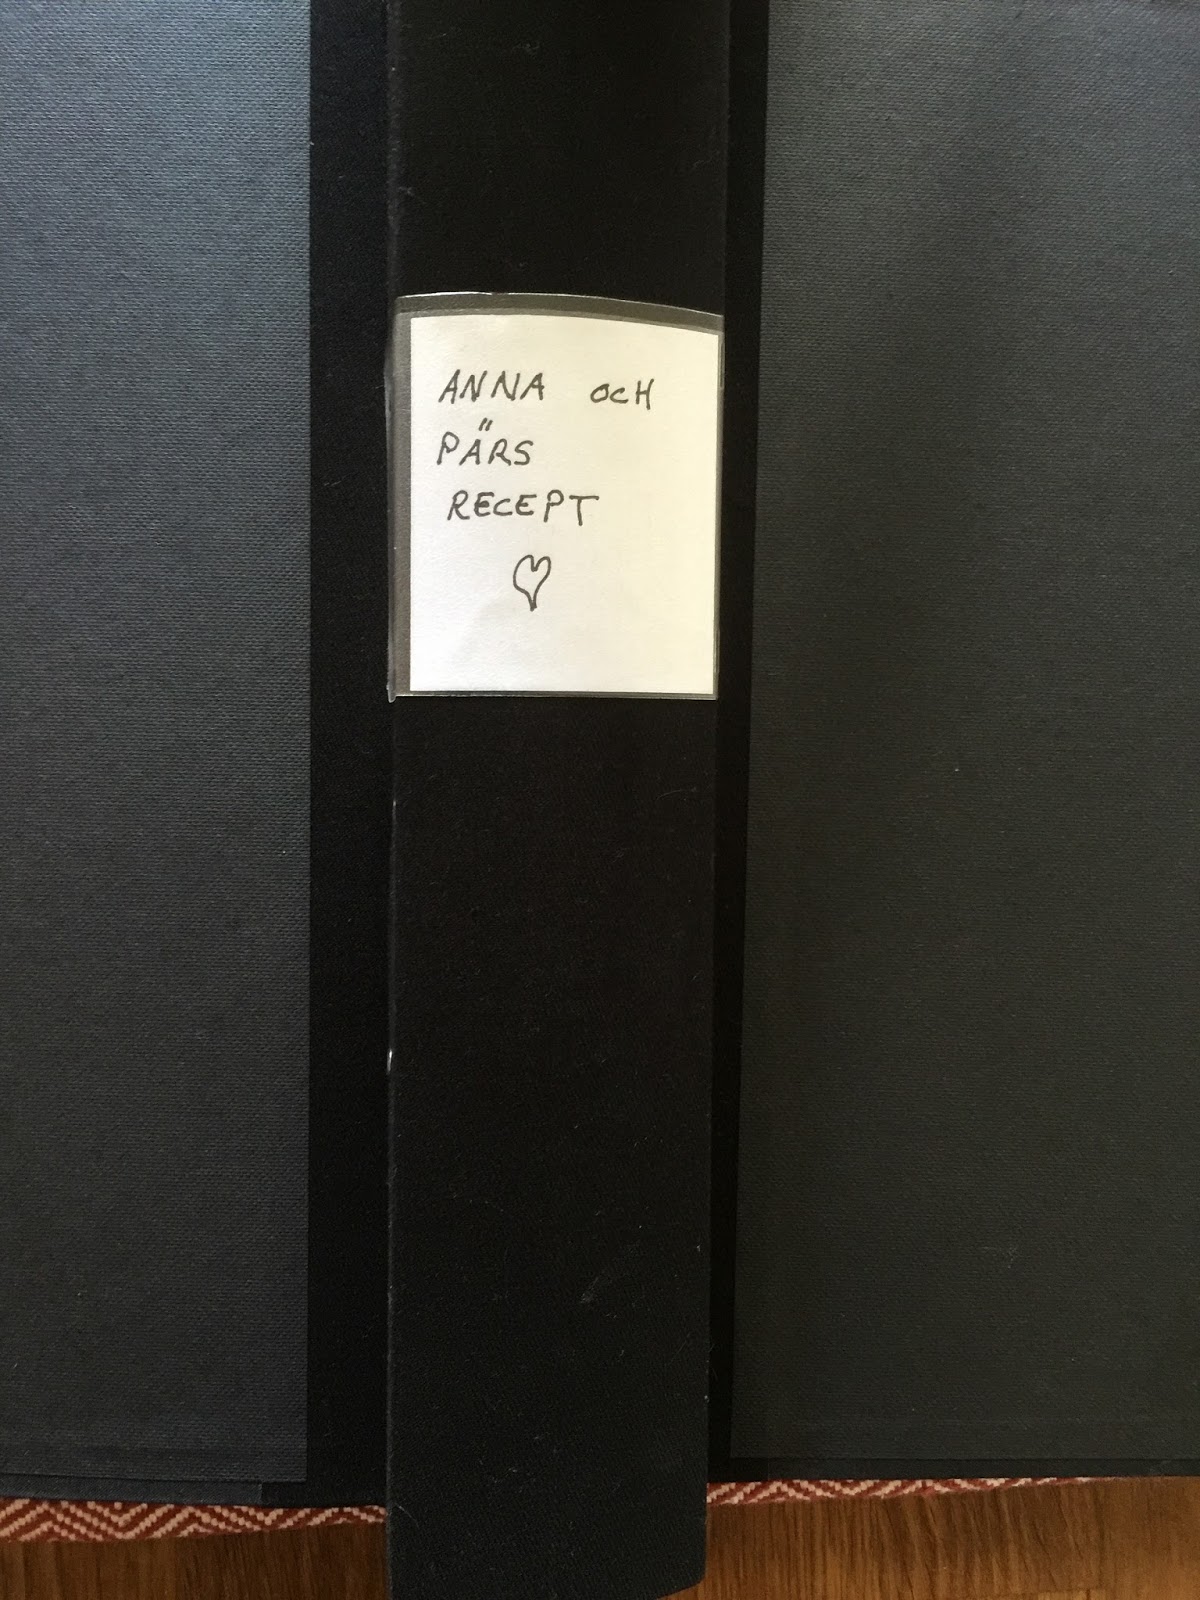 ANNA OCH
PÄRS
RECEPT